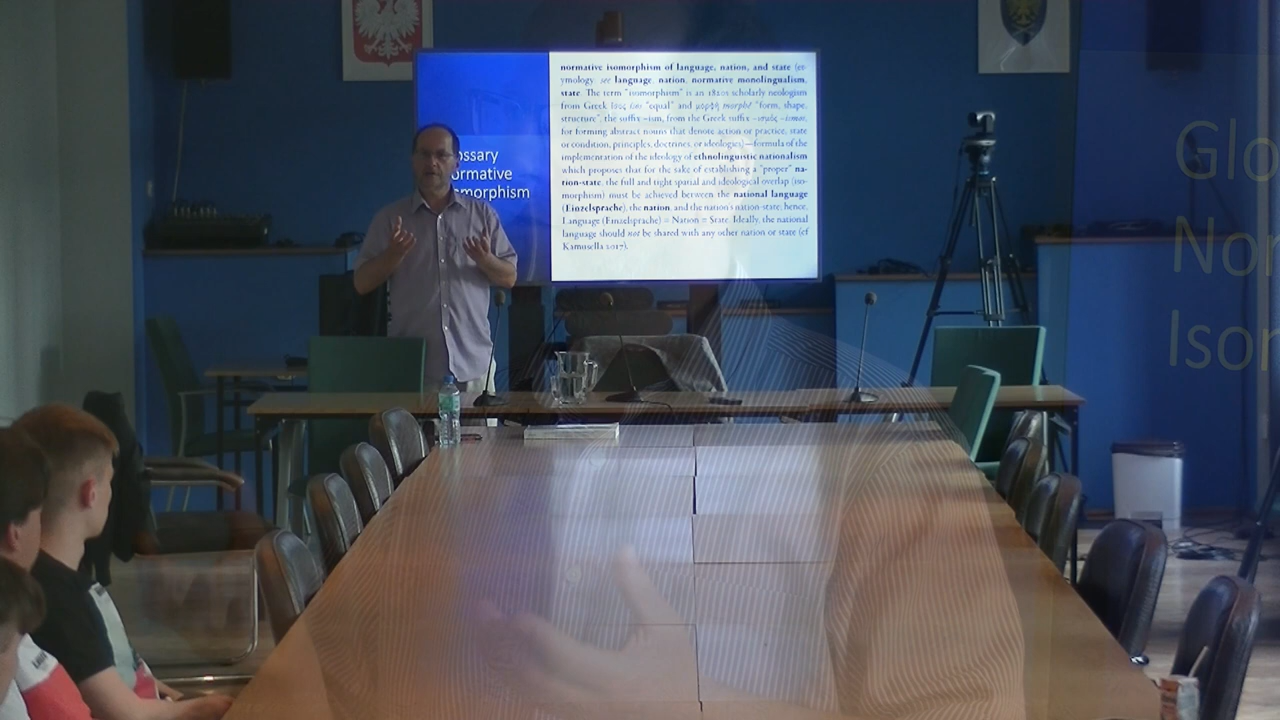 ossary
ormative
omorphism
normative isomorphism of language, nation, and state (et-
ymology: see language, nation, normative monolingualism,
state. The term "isomorphism" is an 1820s scholarly neologism
from Greek ἴσος isos "equal" and μορφή morphḗ "form, shape,
structure", the suffix –ism, from the Greek suffix –ισμός –ismos,
for forming abstract nouns that denote action or practice, state
or condition, principles, doctrines, or ideologies)—formula of the
implementation of the ideology of ethnolinguistic nationalism
which proposes that for the sake of establishing a "proper" na-
tion-state, the full and tight spatial and ideological overlap (iso-
morphism) must be achieved between the national language
(Einzelsprache), the nation, and the nation's nation-state; hence,
Language (Einzelsprache) = Nation = State. Ideally, the national
language should not be shared with any other nation or state (cf
Kamusella 2017).
Glo
Nor
Isor